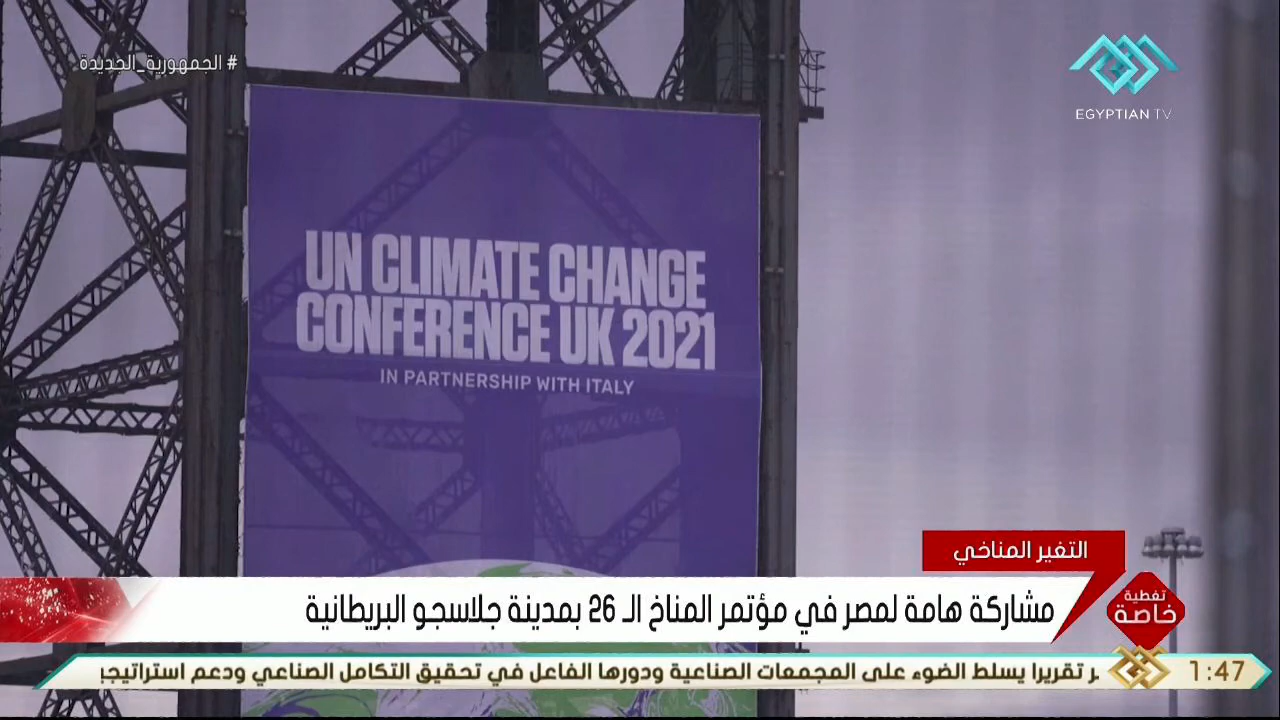 #الجمهورية_الجديدة
EGYPTIAN TV
UN CLIMATE CHANGE
CONFERENCE UK 2021
IN PARTNERSHIP WITH ITALY
التغير المناخي
تغطية
خاصة
مشاركة هامة لمصر في مؤتمر المناخ الـ 26 بمدينة جلاسجو البريطانية
تقريرا يسلط الضوء على المجمعات الصناعية ودورها الفاعل في تحقيق التكامل الصناعي ودعم
1:47